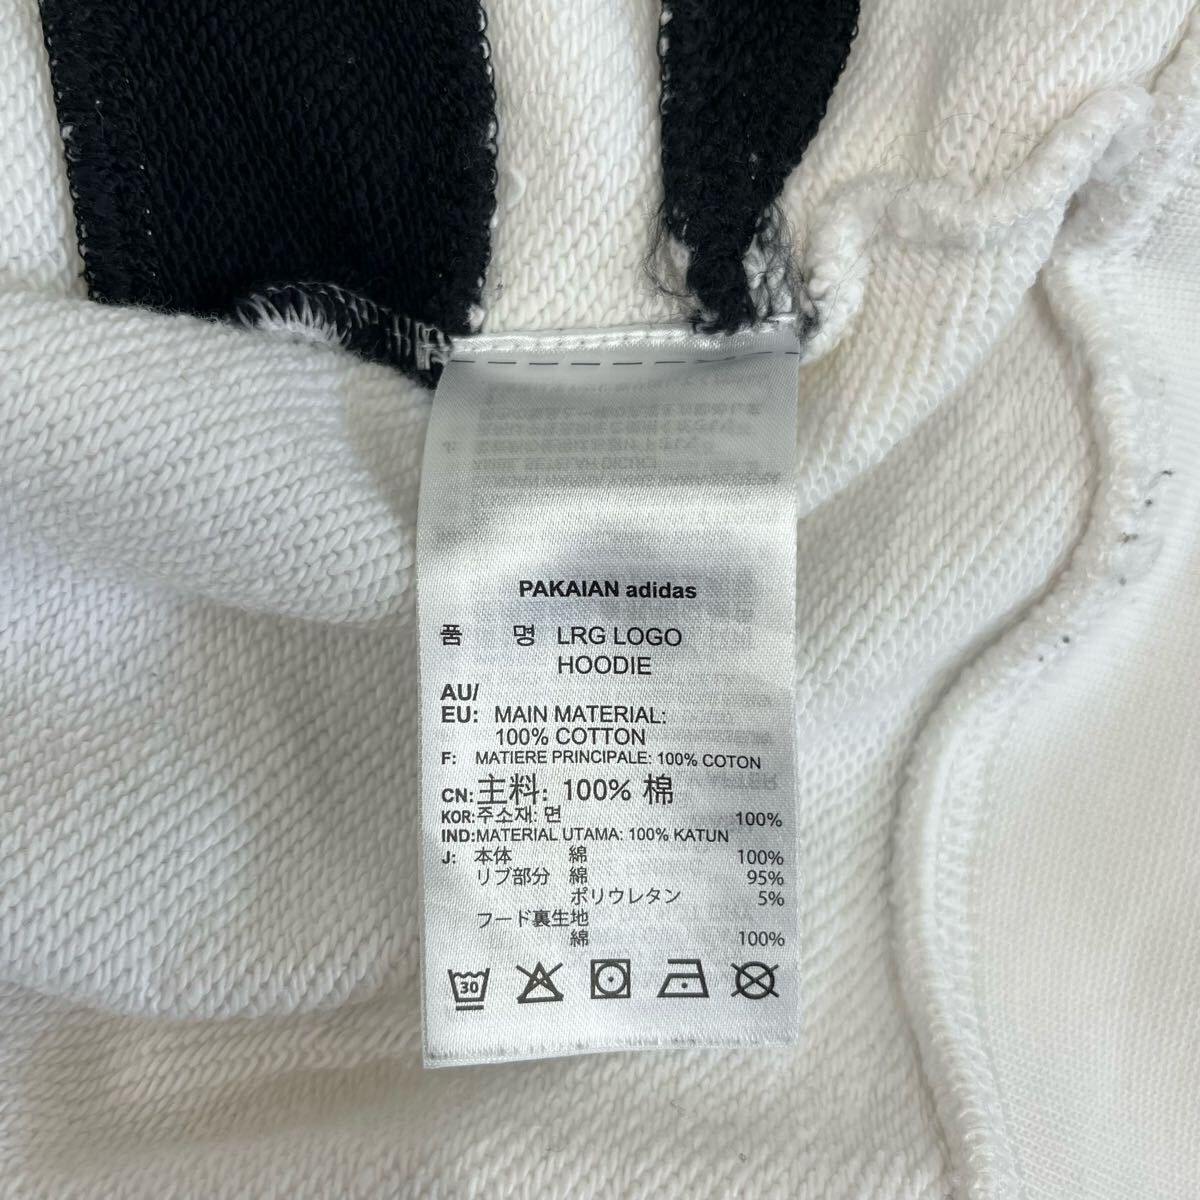 PAKAIAN adidas
품 명 LRG LOGO
HOODIE
AU/
EU: MAIN MATERIAL:
100% COTTON
F: MATIERE PRINCIPALE: 100% COTON
CN: 主料: 100% 棉
KOR: 주소재: 면 100%
IND: MATERIAL UTAMA: 100% KATUN
J: 本体 綿 100%
リブ部分 綿 95%
ポリウレタン 5%
フード裏生地
綿 100%
30